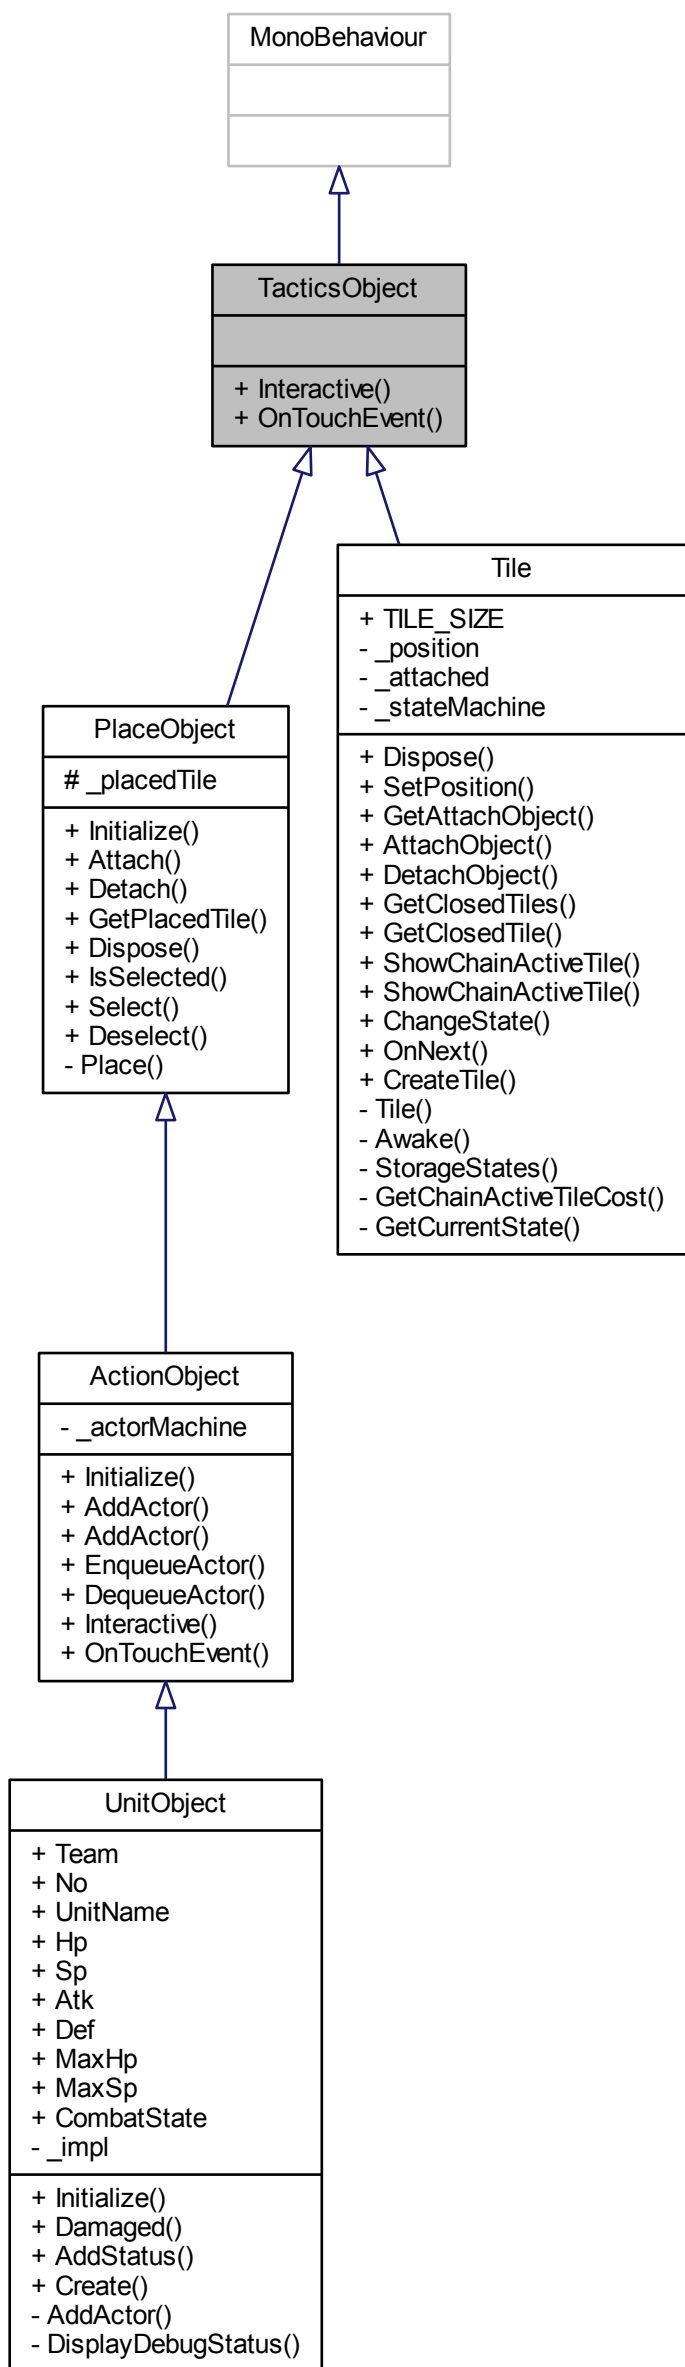 MonoBehaviour
TacticsObject
+ Interactive()
+ OnTouchEvent()
Tile
+ TILE_SIZE
- _position
- _attached
- _stateMachine
+ Dispose()
+ SetPosition()
+ GetAttachObject()
+ AttachObject()
+ DetachObject()
+ GetClosedTiles()
+ GetClosedTile()
+ ShowChainActiveTile()
+ ShowChainActiveTile()
+ ChangeState()
+ OnNext()
+ CreateTile()
- Tile()
- Awake()
- StorageStates()
- GetChainActiveTileCost()
- GetCurrentState()
PlaceObject
# _placedTile
+ Initialize()
+ Attach()
+ Detach()
+ GetPlacedTile()
+ Dispose()
+ IsSelected()
+ Select()
+ Deselect()
- Place()
ActionObject
- _actorMachine
+ Initialize()
+ AddActor()
+ AddActor()
+ EnqueueActor()
+ DequeueActor()
+ Interactive()
+ OnTouchEvent()
UnitObject
+ Team
+ No
+ UnitName
+ Hp
+ Sp
+ Atk
+ Def
+ MaxHp
+ MaxSp
+ CombatState
- _impl
+ Initialize()
+ Damaged()
+ AddStatus()
+ Create()
- AddActor()
- DisplayDebugStatus()